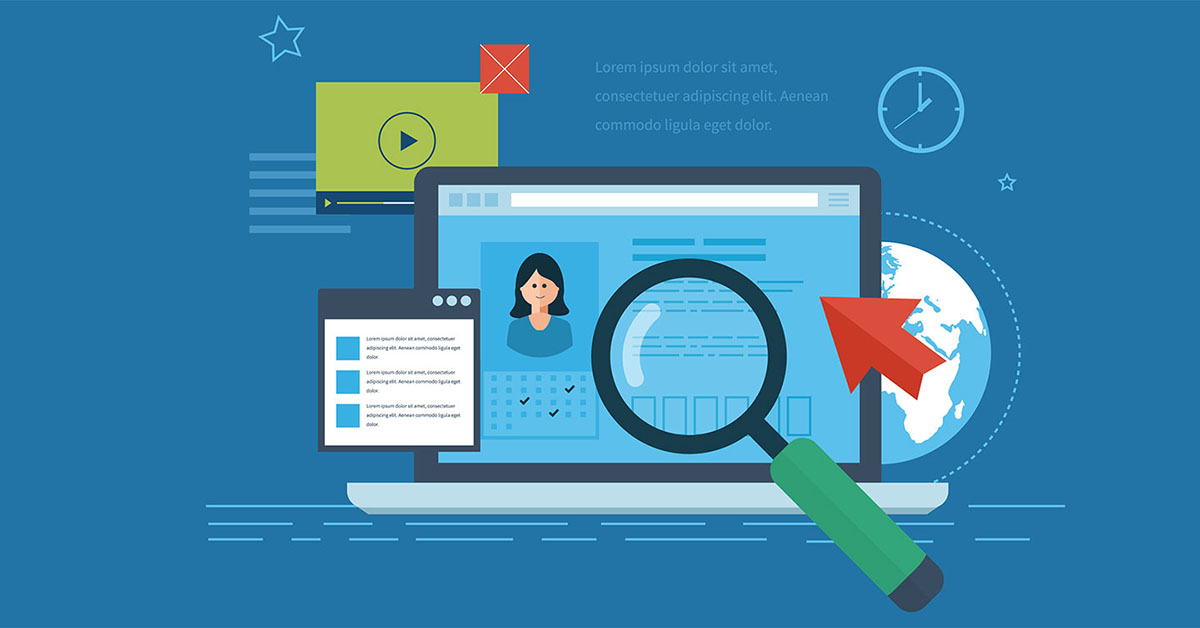 Lorem ipsum dolor sit amet,
consectetuer adipiscing elit. Aenean
commodo ligula eget dolor.
Lorem ipsum dolor sit amet, consectetuer
adipiscing elit. Aenean commodo ligula eget
dolor.
Lorem ipsum dolor sit amet, consectetuer
adipiscing elit. Aenean commodo ligula eget
dolor.
Lorem ipsum dolor sit amet, consectetuer
adipiscing elit. Aenean commodo ligula eget
dolor.